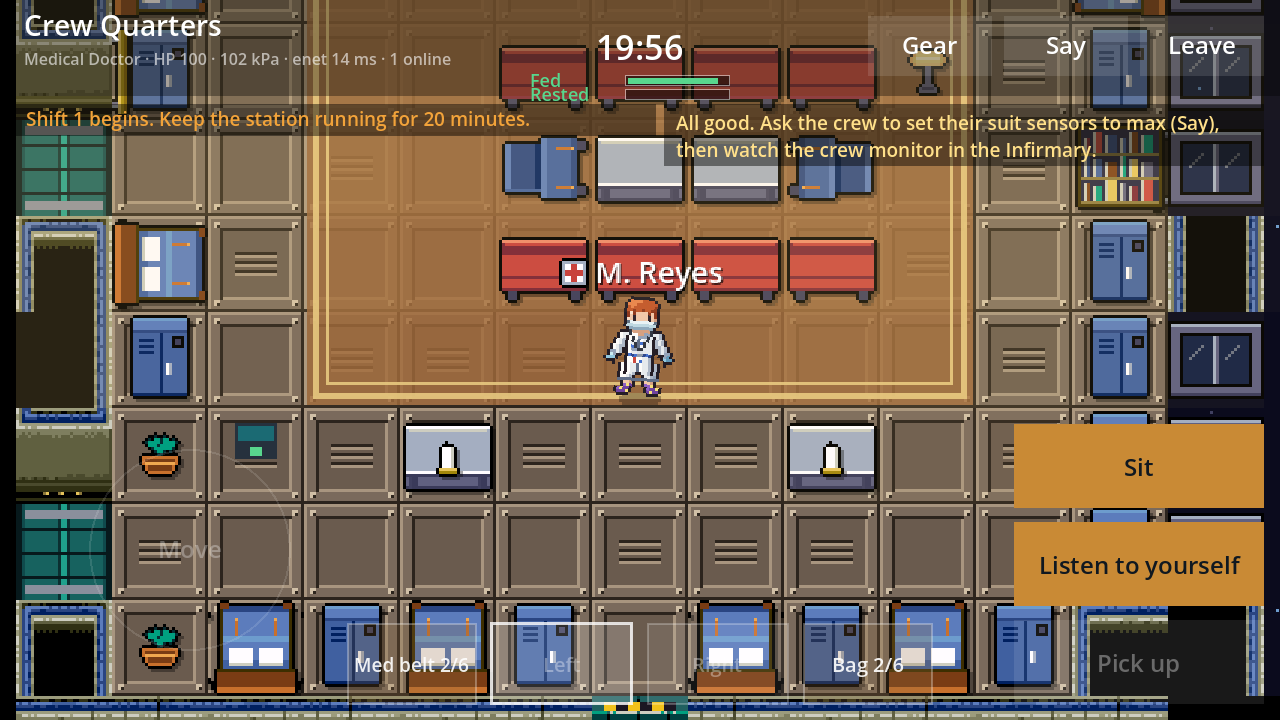 Crew Quarters
Medical Doctor · HP 100 · 102 kPa · enet 14 ms · 1 online
19:56
Fed
Rested
Gear
Say
Leave
Shift 1 begins. Keep the station running for 20 minutes.
All good. Ask the crew to set their suit sensors to max (Say),
then watch the crew monitor in the Infirmary.
M. Reyes
Sit
Move
Listen to yourself
Med belt 2/6
Left
Right
Bag 2/6
Pick up